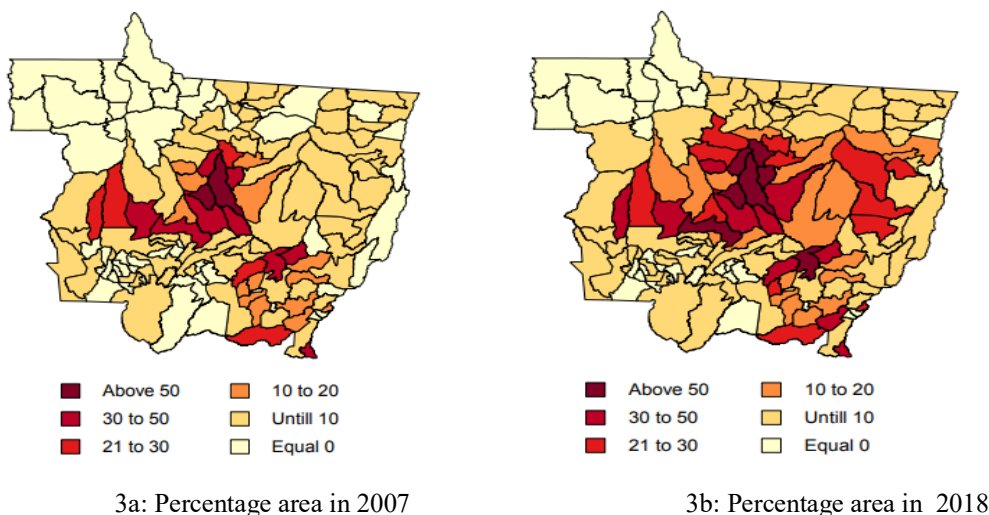 Above 50
10 to 20
30 to 50
Untill 10
21 to 30
Equal 0
Above 50
10 to 20
30 to 50
Untill 10
21 to 30
Equal 0
3a: Percentage area in 2007
3b: Percentage area in 2018